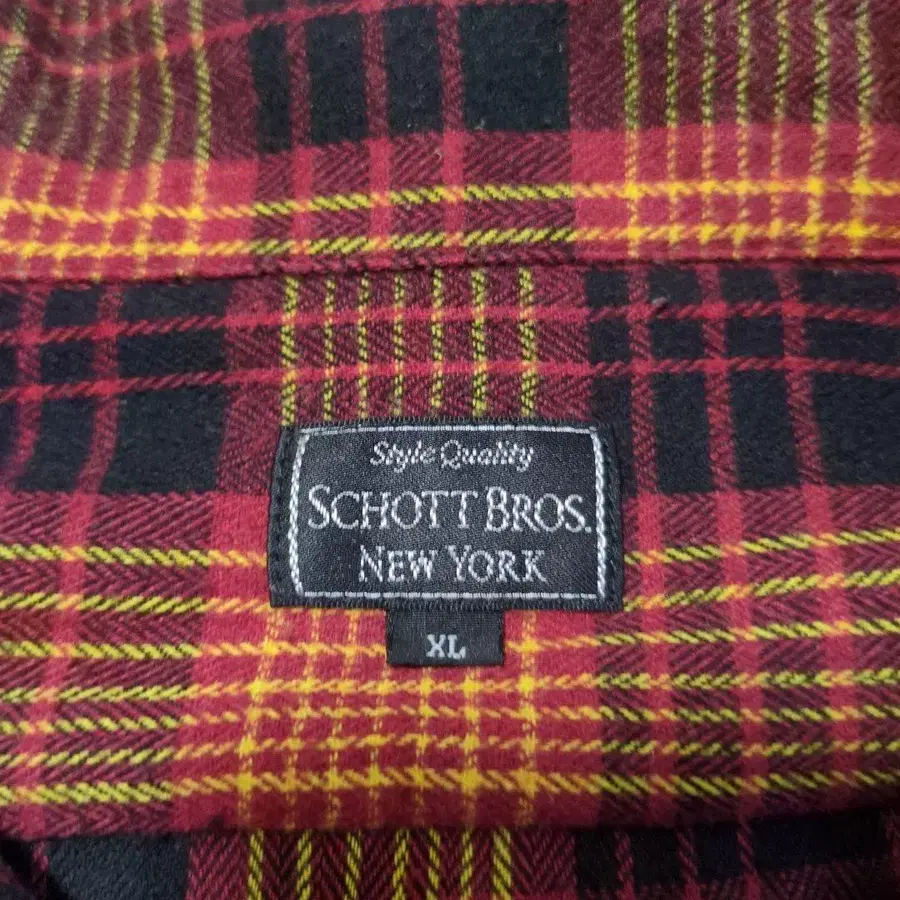 Style Quality
SCHOTT BROS.
NEW YORK
XL